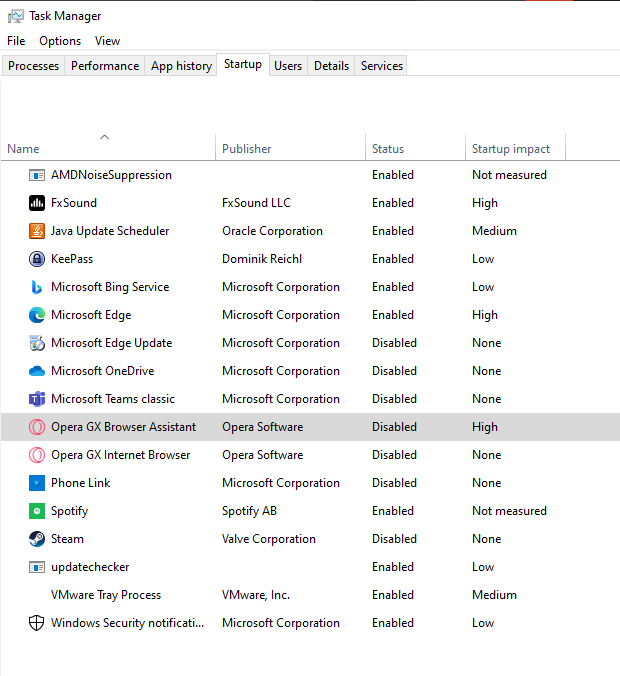 Task Manager
File Options View
Processes Performance App history Startup Users Details Services
Name Publisher Status Startup impact
AMDNoiseSuppression Enabled Not measured
FxSound FxSound LLC Enabled High
Java Update Scheduler Oracle Corporation Enabled Medium
KeePass Dominik Reichl Enabled Low
Microsoft Bing Service Microsoft Corporation Enabled Low
Microsoft Edge Microsoft Corporation Enabled High
Microsoft Edge Update Microsoft Corporation Disabled None
Microsoft OneDrive Microsoft Corporation Disabled None
Microsoft Teams classic Microsoft Corporation Disabled None
Opera GX Browser Assistant Opera Software Disabled High
Opera GX Internet Browser Opera Software Disabled None
Phone Link Microsoft Corporation Disabled None
Spotify Spotify AB Enabled Not measured
Steam Valve Corporation Disabled None
updatechecker Enabled Low
VMware Tray Process VMware, Inc. Enabled Medium
Windows Security notificati... Microsoft Corporation Enabled Low